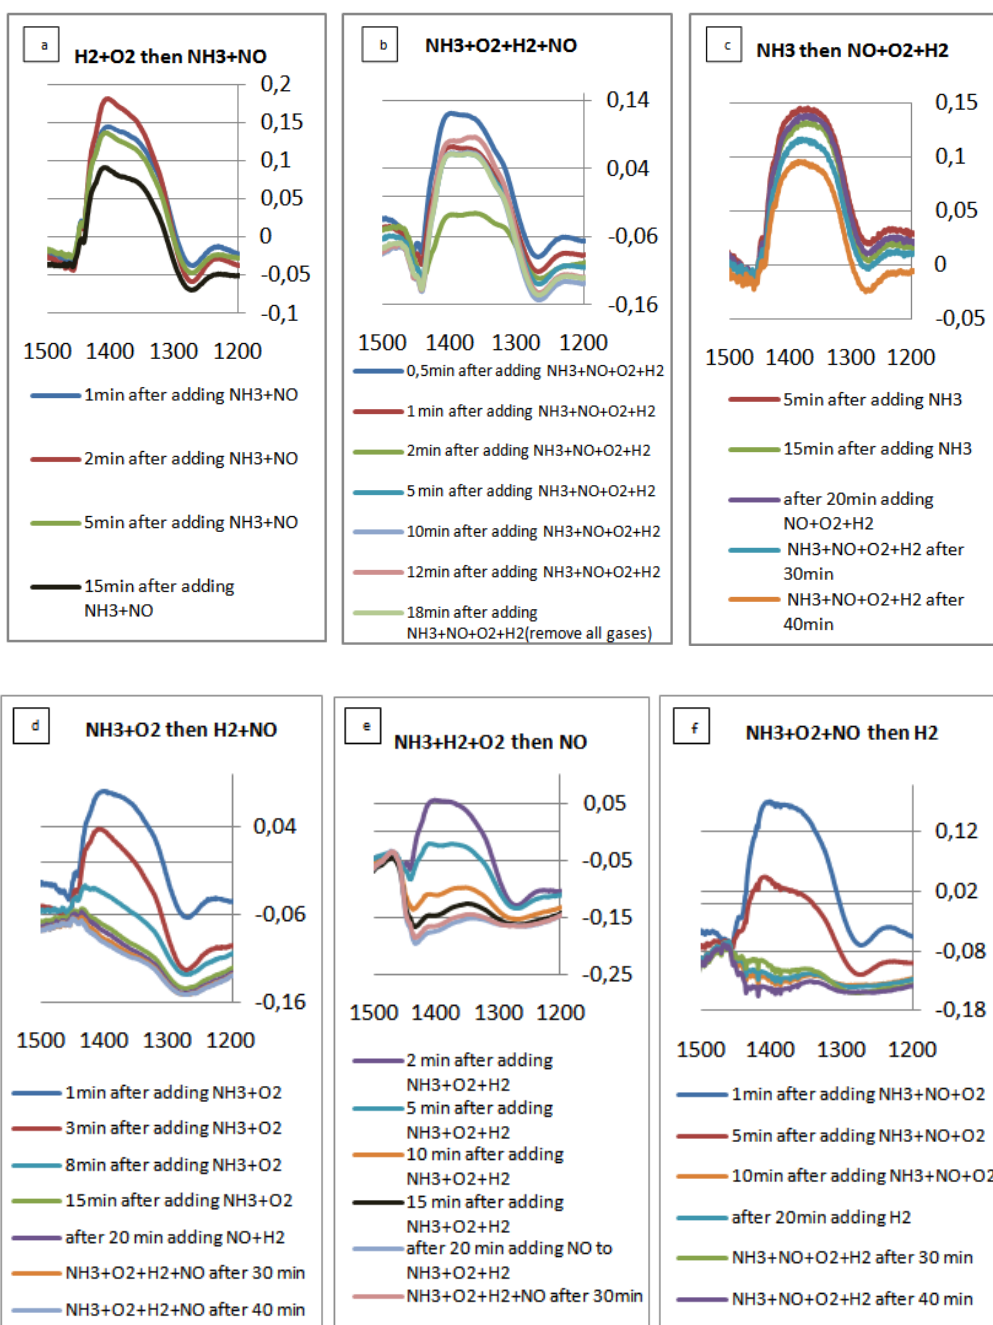 a
H2+O2 then NH3+NO
0,2
0,15
0,1
0,05
0
-0,05
-0,1
1500 1400 1300 1200
1min after adding NH3+NO
2min after adding NH3+NO
5min after adding NH3+NO
15min after adding
NH3+NO
b
NH3+O2+H2+NO
0,14
0,04
-0,06
-0,16
1500 1400 1300 1200
0,5min after adding NH3+NO+O2+H2
1min after adding NH3+NO+O2+H2
2min after adding NH3+NO+O2+H2
5min after adding NH3+NO+O2+H2
10min after adding NH3+NO+O2+H2
12min after adding NH3+NO+O2+H2
18min after adding
NH3+NO+O2+H2(remove all gases)
c
NH3 then NO+O2+H2
0,15
0,1
0,05
0
-0,05
1500 1400 1300 1200
5min after adding NH3
15min after adding NH3
after 20min adding
NO+O2+H2
NH3+NO+O2+H2 after
30min
NH3+NO+O2+H2 after
40min
d
NH3+O2 then H2+NO
0,04
-0,06
-0,16
1500 1400 1300 1200
1min after adding NH3+O2
3min after adding NH3+O2
8min after adding NH3+O2
15min after adding NH3+O2
after 20 min adding NO+H2
NH3+O2+H2+NO after 30 min
NH3+O2+H2+NO after 40 min
e
NH3+H2+O2 then NO
0,05
-0,05
-0,15
-0,25
1500 1400 1300 1200
2 min after adding
NH3+O2+H2
5 min after adding
NH3+O2+H2
10 min after adding
NH3+O2+H2
15 min after adding
NH3+O2+H2
after 20 min adding NO to
NH3+O2+H2
NH3+O2+H2+NO after 30min
f
NH3+O2+NO then H2
0,12
0,02
-0,08
-0,18
1500 1400 1300 1200
1min after adding NH3+NO+O2
5min after adding NH3+NO+O2
10min after adding NH3+NO+O2
after 20min adding H2
NH3+NO+O2+H2 after 30 min
NH3+NO+O2+H2 after 40 min